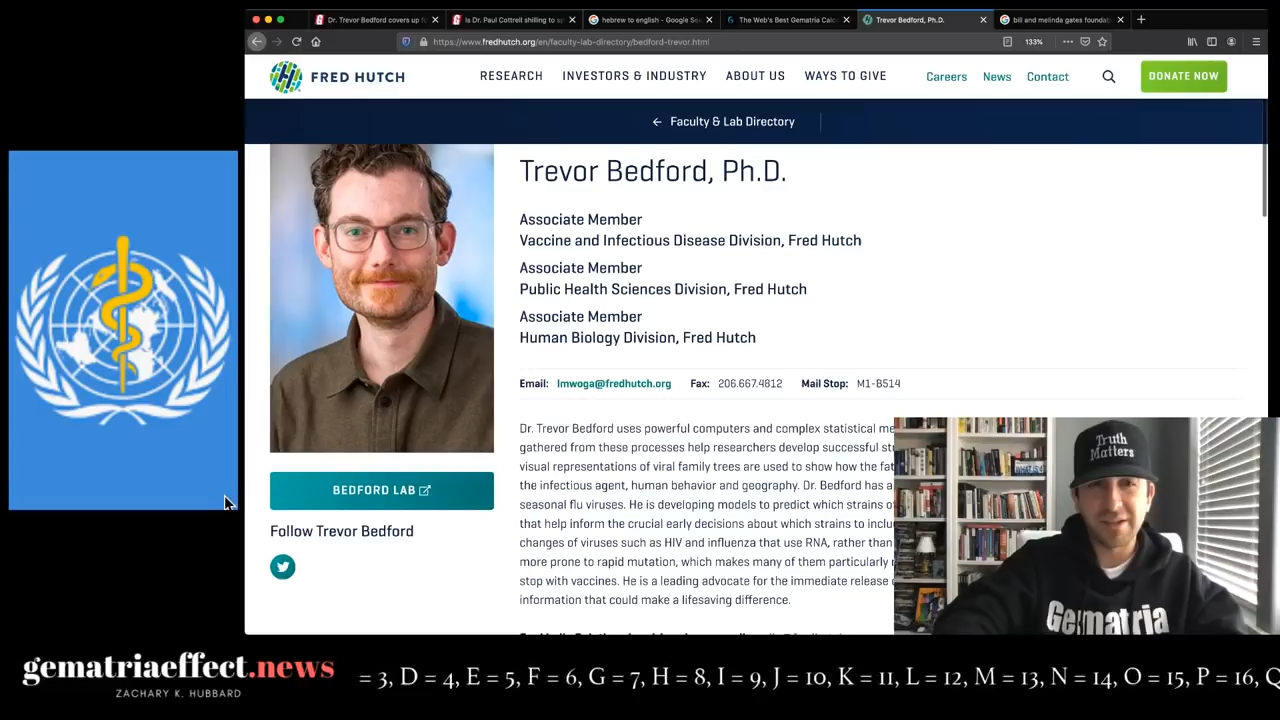 Dr. Trevor Bedford covers up f
Is Dr. Paul Cottrell shilling to s
hebrew to english - Google Se
The Web's Best Gematria Calc
Trevor Bedford, Ph.D.
bill and melinda gates founda
https://www.fredhutch.org/en/faculty-lab-directory/bedford-trevor.html
133%
FRED HUTCH
RESEARCH
INVESTORS & INDUSTRY
ABOUT US
WAYS TO GIVE
Careers
News
Contact
DONATE NOW
← Faculty & Lab Directory
Trevor Bedford, Ph.D.
Associate Member
Vaccine and Infectious Disease Division, Fred Hutch
Associate Member
Public Health Sciences Division, Fred Hutch
Associate Member
Human Biology Division, Fred Hutch
Email: lmwoga@fredhutch.org Fax: 206.667.4812 Mail Stop: M1-B514
Dr. Trevor Bedford uses powerful computers and complex statistical me
gathered from these processes help researchers develop successful st
visual representations of viral family trees are used to show how the fat
the infectious agent, human behavior and geography. Dr. Bedford has a
seasonal flu viruses. He is developing models to predict which strains o
that help inform the crucial early decisions about which strains to inclu
changes of viruses such as HIV and influenza that use RNA, rather than
more prone to rapid mutation, which makes many of them particularly
stop with vaccines. He is a leading advocate for the immediate release
information that could make a lifesaving difference.
BEDFORD LAB
Follow Trevor Bedford
Truth
Matters
Gematria
gematriaeffect.news
ZACHARY K. HUBBARD
= 3, D = 4, E = 5, F = 6, G = 7, H = 8, I = 9, J = 10, K = 11, L = 12, M = 13, N = 14, O = 15, P = 16, Q